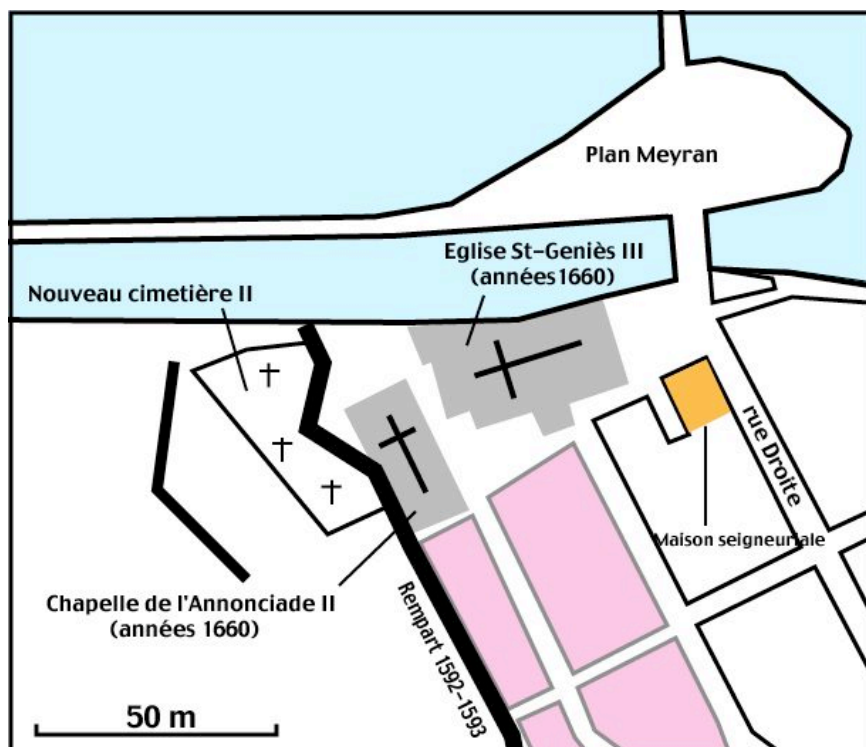 Plan Meyran
Eglise St-Geniès III
(années 1660)
Nouveau cimetière II
rue Droite
Maison seigneuriale
Chapelle de l'Annonciade II
(années 1660)
Rempart 1592-1593
50 m